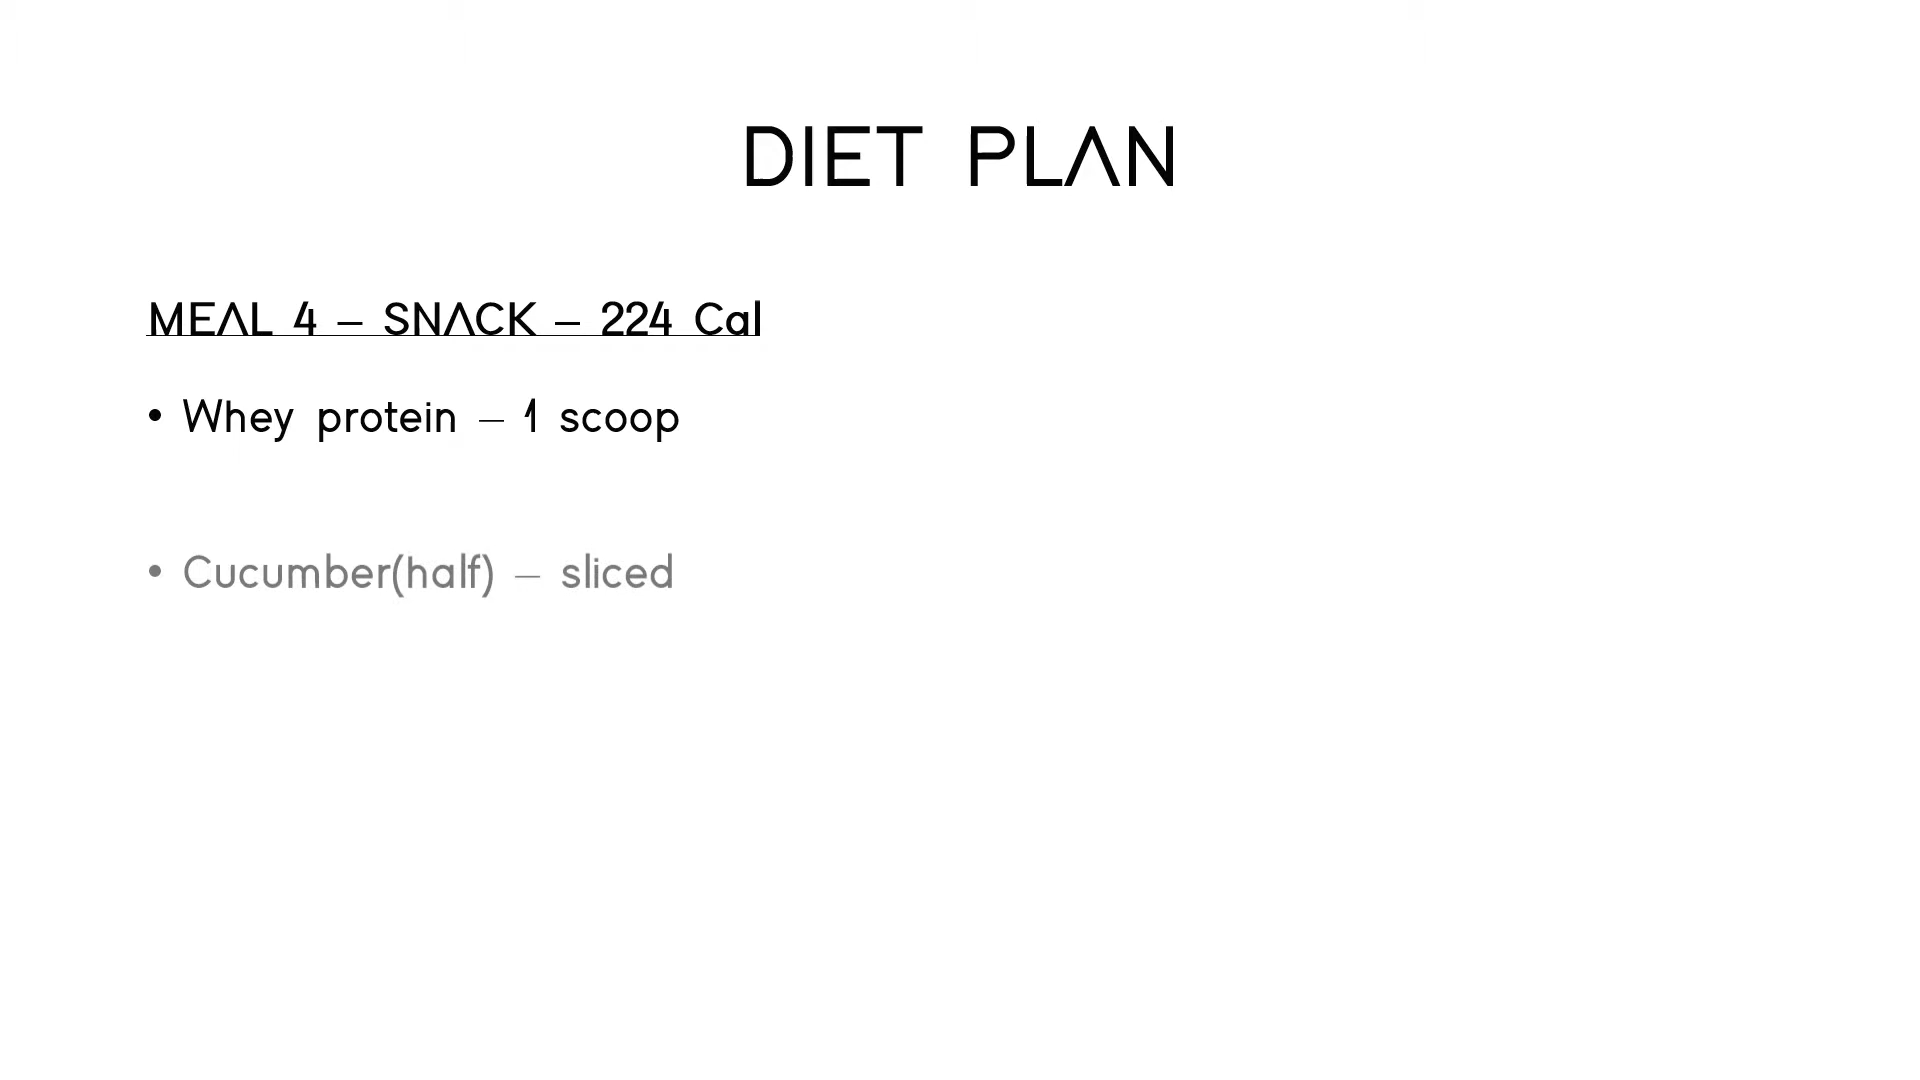 DIET PLAN
MEAL 4 – SNACK – 224 Cal
• Whey protein – 1 scoop
• Cucumber(half) – sliced